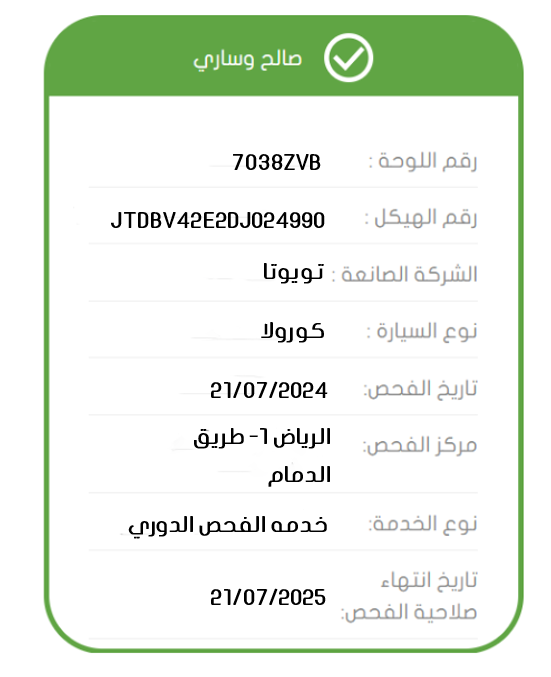 صالح وساري
رقم اللوحة : 7038ZVB
رقم الهيكل : JTDBV42E2DJ024990
الشركة الصانعة : تويوتا
نوع السيارة : كورولا
تاريخ الفحص: 21/07/2024
مركز الفحص: الرياض 1- طريق
الدمام
نوع الخدمة: خدمه الفحص الدوري
تاريخ انتهاء
صلاحية الفحص: 21/07/2025